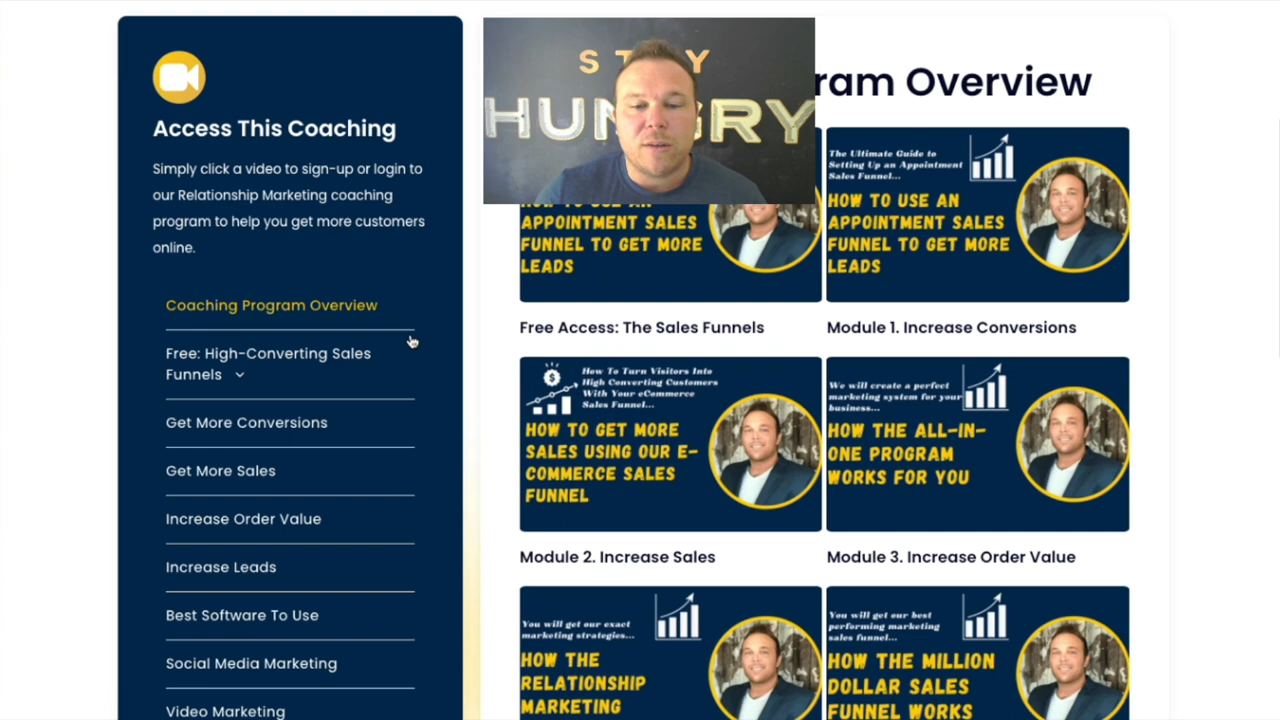 Access This Coaching
Simply click a video to sign-up or login to
our Relationship Marketing coaching
program to help you get more customers
online.
Coaching Program Overview
Free: High-Converting Sales
Funnels
Get More Conversions
Get More Sales
Increase Order Value
Increase Leads
Best Software To Use
Social Media Marketing
Video Marketing
HUNGRY
ram Overview
APPOINTMENT SALES
FUNNEL TO GET MORE
LEADS
Free Access: The Sales Funnels
The Ultimate Guide to
Setting Up an Appointment
Sales Funnel...
HOW TO USE AN
APPOINTMENT SALES
FUNNEL TO GET MORE
LEADS
Module 1. Increase Conversions
How To Turn Visitors Into
High Converting Customers
With Your eCommerce
Sales Funnel...
HOW TO GET MORE
SALES USING OUR E-
COMMERCE SALES
FUNNEL
Module 2. Increase Sales
We will create a perfect
marketing system for your
business...
HOW THE ALL-IN-
ONE PROGRAM
WORKS FOR YOU
Module 3. Increase Order Value
You will get our exact
marketing strategies...
HOW THE
RELATIONSHIP
MARKETING
You will get our best
performing marketing
sales funnel...
HOW THE MILLION
DOLLAR SALES
FUNNEL WORKS